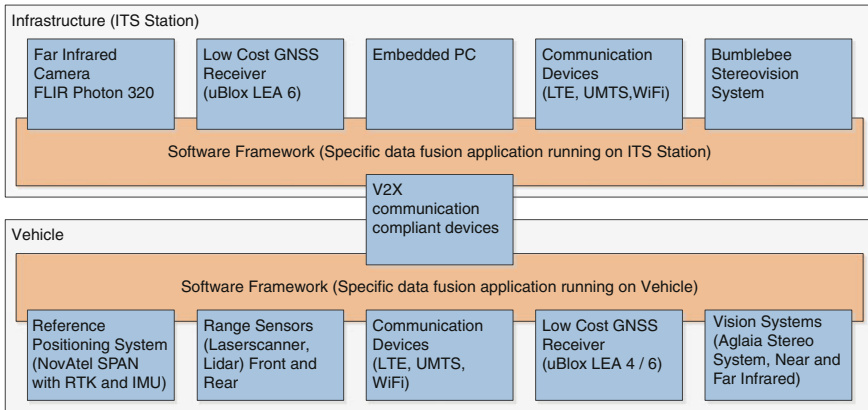 Infrastructure (ITS Station)
Far Infrared
Camera
FLIR Photon 320
Low Cost GNSS
Receiver
(uBlox LEA 6)
Embedded PC
Communication
Devices
(LTE, UMTS,WiFi)
Bumblebee
Stereovision
System
Software Framework (Specific data fusion application running on ITS Station)
V2X
communication
compliant devices
Vehicle
Software Framework (Specific data fusion application running on Vehicle)
Reference
Positioning System
(NovAtel SPAN
with RTK and IMU)
Range Sensors
(Laserscanner,
Lidar) Front and
Rear
Communication
Devices
(LTE, UMTS,
WiFi)
Low Cost GNSS
Receiver
(uBlox LEA 4 / 6)
Vision Systems
(Aglaia Stereo
System, Near and
Far Infrared)